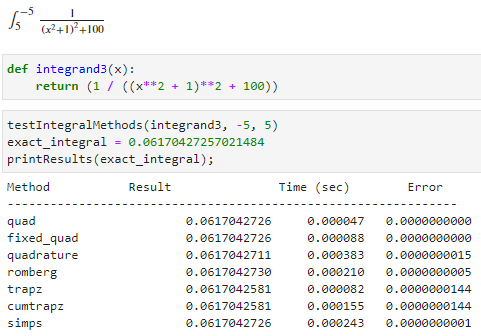 ∫₅⁻⁵ 1/((x²+1)²+100)
def integrand3(x):
    return (1 / ((x**2 + 1)**2 + 100))
testIntegralMethods(integrand3, -5, 5)
exact_integral = 0.06170427257021484
printResults(exact_integral);
Method Result Time (sec) Error
----------------------------------------------------------------
quad 0.0617042726 0.000047 0.0000000000
fixed_quad 0.0617042726 0.000088 0.0000000000
quadrature 0.0617042711 0.000383 0.0000000015
romberg 0.0617042730 0.000210 0.0000000005
trapz 0.0617042581 0.000082 0.0000000144
cumtrapz 0.0617042581 0.000155 0.0000000144
simps 0.0617042726 0.000243 0.0000000001